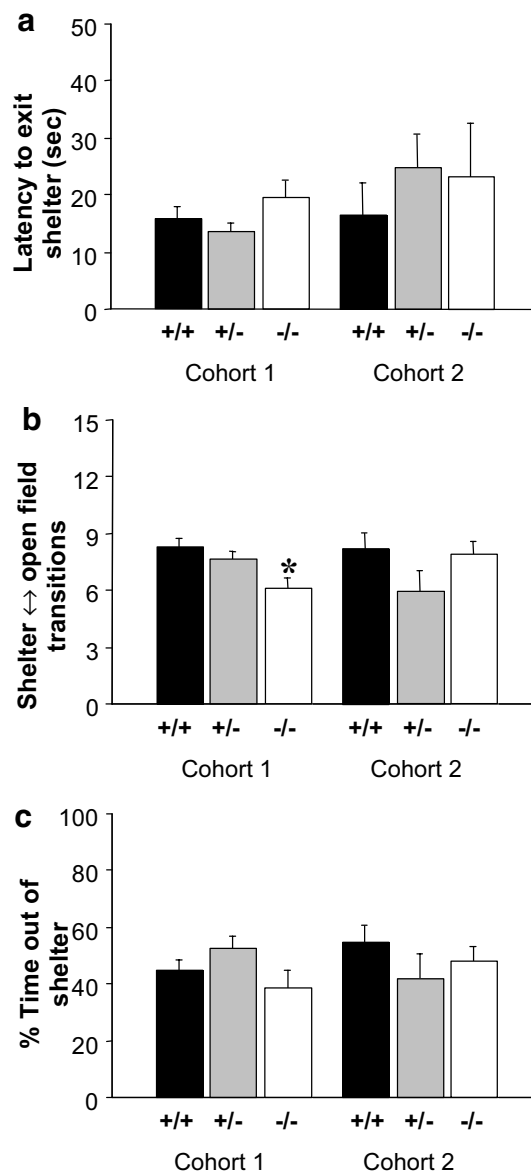 a
Latency to exit
shelter (sec)
50
40
30
20
10
0
+/+ +/- -/- +/+ +/- -/-
Cohort 1 Cohort 2
b
Shelter ↔ open field
transitions
15
12
9
6
3
0
*
+/+ +/- -/- +/+ +/- -/-
Cohort 1 Cohort 2
c
% Time out of
shelter
100
80
60
40
20
0
+/+ +/- -/- +/+ +/- -/-
Cohort 1 Cohort 2